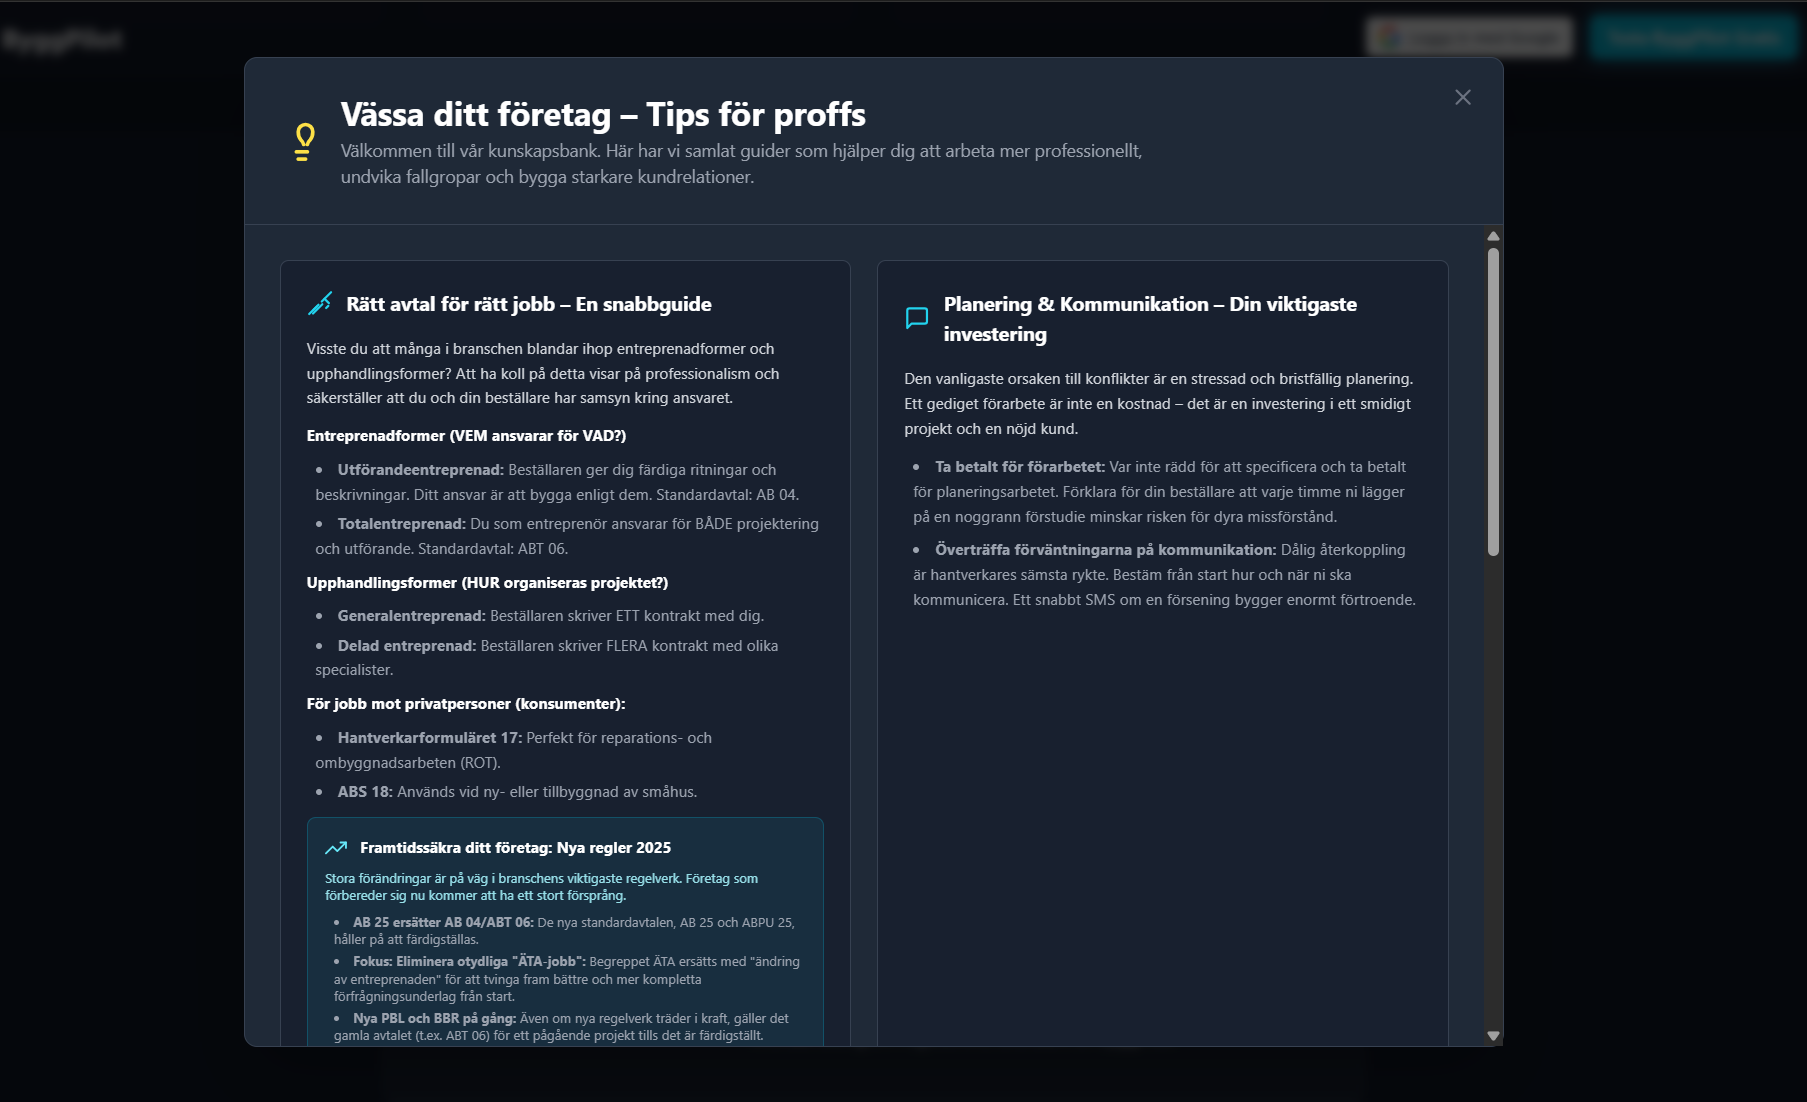 ByggPilot
Vässa ditt företag – Tips för proffs
Välkommen till vår kunskapsbank. Här har vi samlat guider som hjälper dig att arbeta mer professionellt,
undvika fallgropar och bygga starkare kundrelationer.
Rätt avtal för rätt jobb – En snabbguide
Visste du att många i branschen blandar ihop entreprenadformer och
upphandlingsformer? Att ha koll på detta visar på professionalism och
säkerställer att du och din beställare har samsyn kring ansvaret.
Entreprenadformer (VEM ansvarar för VAD?)
• Utförandeentreprenad: Beställaren ger dig färdiga ritningar och
beskrivningar. Ditt ansvar är att bygga enligt dem. Standardavtal: AB 04.
• Totalentreprenad: Du som entreprenör ansvarar för BÅDE projektering
och utförande. Standardavtal: ABT 06.
Upphandlingsformer (HUR organiseras projektet?)
• Generalentreprenad: Beställaren skriver ETT kontrakt med dig.
• Delad entreprenad: Beställaren skriver FLERA kontrakt med olika
specialister.
För jobb mot privatpersoner (konsumenter):
• Hantverkarformuläret 17: Perfekt för reparations- och
ombyggnadsarbeten (ROT).
• ABS 18: Används vid ny- eller tillbyggnad av småhus.
Framtidssäkra ditt företag: Nya regler 2025
Stora förändringar är på väg i branschens viktigaste regelverk. Företag som
förbereder sig nu kommer att ha ett stort försprång.
• AB 25 ersätter AB 04/ABT 06: De nya standardavtalen, AB 25 och ABPU 25,
håller på att färdigställas.
• Fokus: Eliminera otydliga "ÄTA-jobb": Begreppet ÄTA ersätts med "ändring
av entreprenaden" för att tvinga fram bättre och mer kompletta
förfrågningsunderlag från start.
• Nya PBL och BBR på gång: Även om nya regelverk träder i kraft, gäller det
gamla avtalet (t.ex. ABT 06) för ett pågående projekt tills det är färdigställt.
Planering & Kommunikation – Din viktigaste
investering
Den vanligaste orsaken till konflikter är en stressad och bristfällig planering.
Ett gediget förarbete är inte en kostnad – det är en investering i ett smidigt
projekt och en nöjd kund.
• Ta betalt för förarbetet: Var inte rädd för att specificera och ta betalt
för planeringsarbetet. Förklara för din beställare att varje timme ni lägger
på en noggrann förstudie minskar risken för dyra missförstånd.
• Överträffa förväntningarna på kommunikation: Dålig återkoppling
är hantverkares sämsta rykte. Bestäm från start hur och när ni ska
kommunicera. Ett snabbt SMS om en försening bygger enormt förtroende.